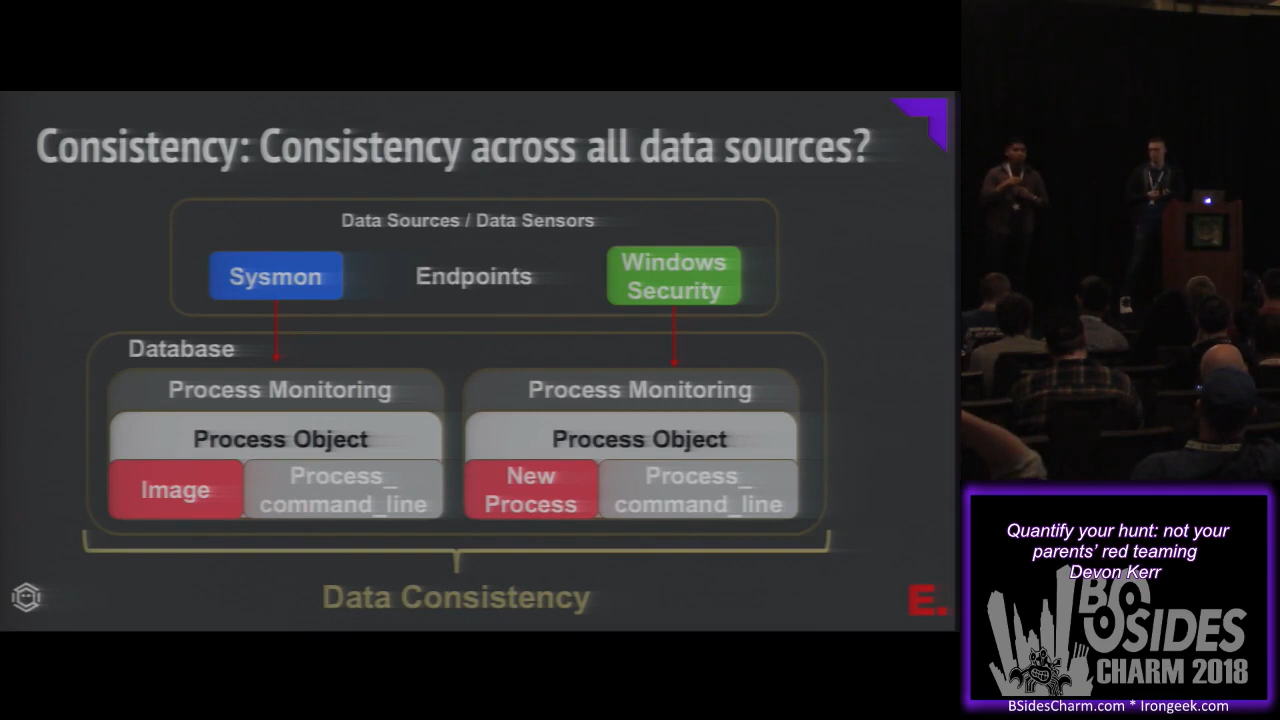 Consistency: Consistency across all data sources?
Data Sources / Data Sensors
Sysmon
Endpoints
Windows
Security
Database
Process Monitoring
Process Object
Image
Process_
command_line
Process Monitoring
Process Object
New
Process
Process_
command_line
Data Consistency
E.
Quantify your hunt: not your
parents' red teaming
Devon Kerr
BSIDES
CHARM 2018
BSidesCharm.com * Irongeek.com